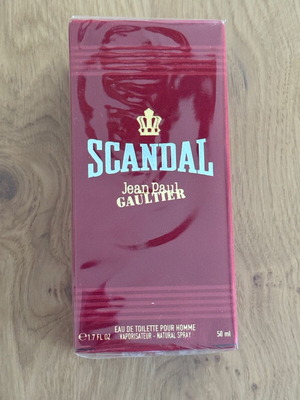 SCANDAL
Jean Paul
GAULTIER
EAU DE TOILETTE POUR HOMME
℮ 1.7 FL OZ VAPORISATEUR - NATURAL SPRAY 50 ml